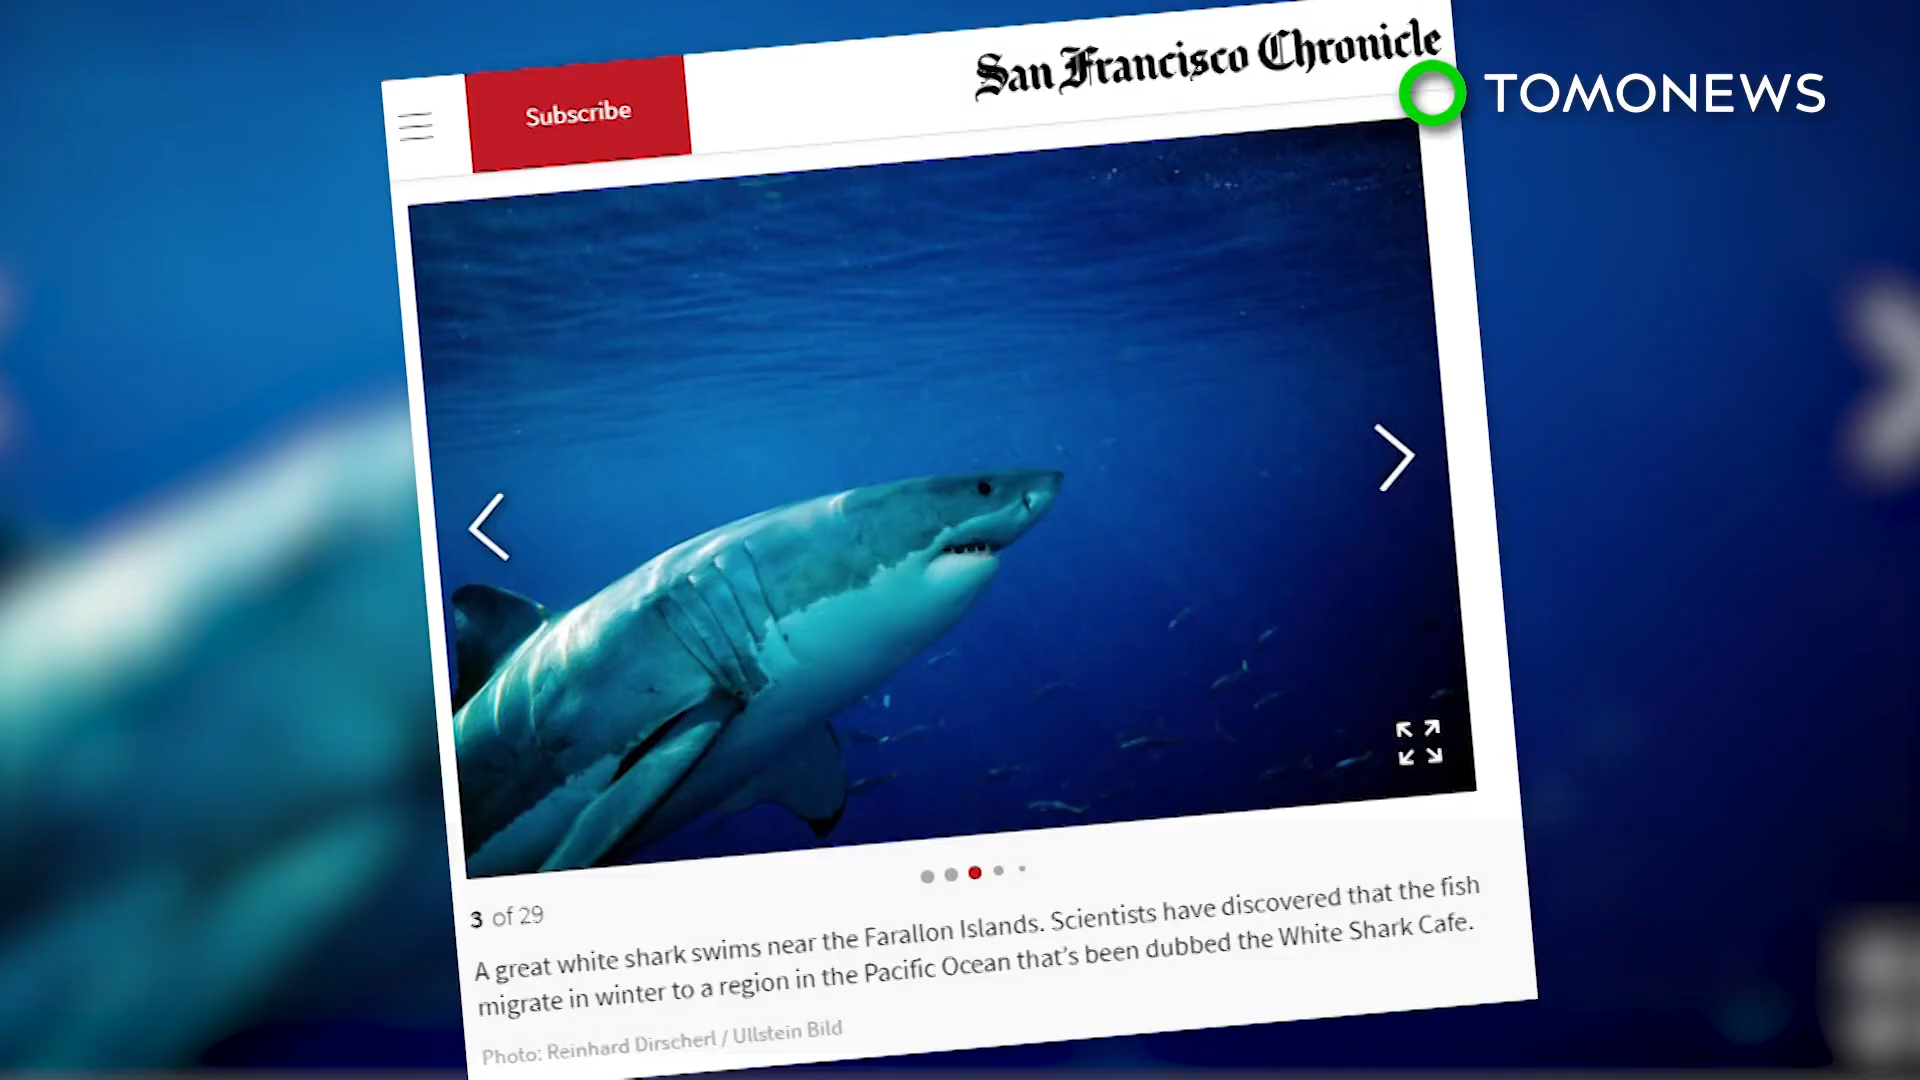 San Francisco Chronicle
TOMONEWS
Subscribe
3 of 29
A great white shark swims near the Farallon Islands. Scientists have discovered that the fish
migrate in winter to a region in the Pacific Ocean that's been dubbed the White Shark Cafe.
Photo: Reinhard Dirscherl / Ullstein Bild